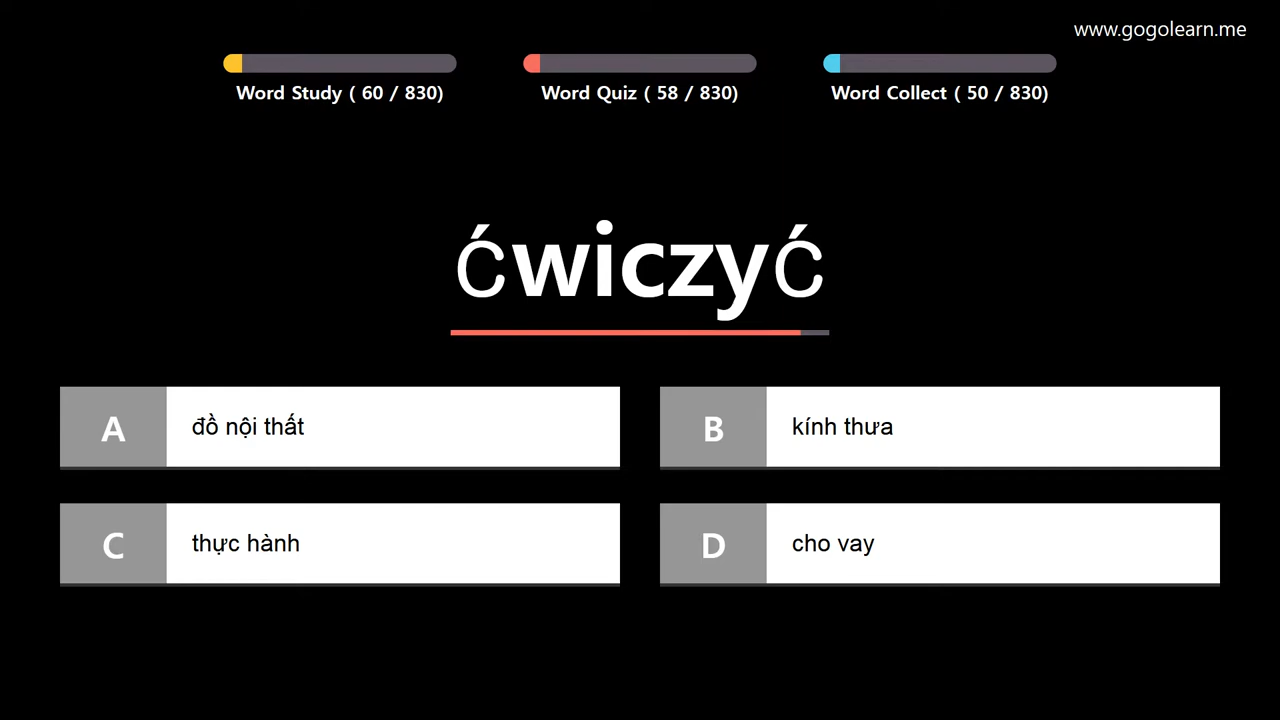 www.gogolearn.me
Word Study ( 60 / 830)
Word Quiz ( 58 / 830)
Word Collect ( 50 / 830)
ćwiczyć
A đồ nội thất
B kính thưa
C thực hành
D cho vay